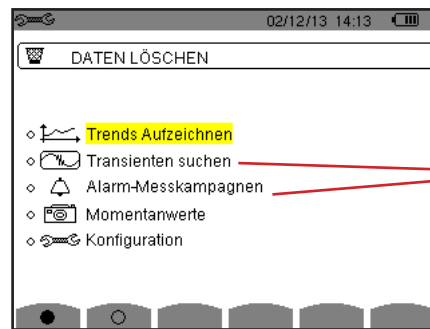 02/12/13 14:13
DATEN LÖSCHEN
Trends Aufzeichnen
Transienten suchen
Alarm-Messkampagnen
Momentanwerte
Konfiguration